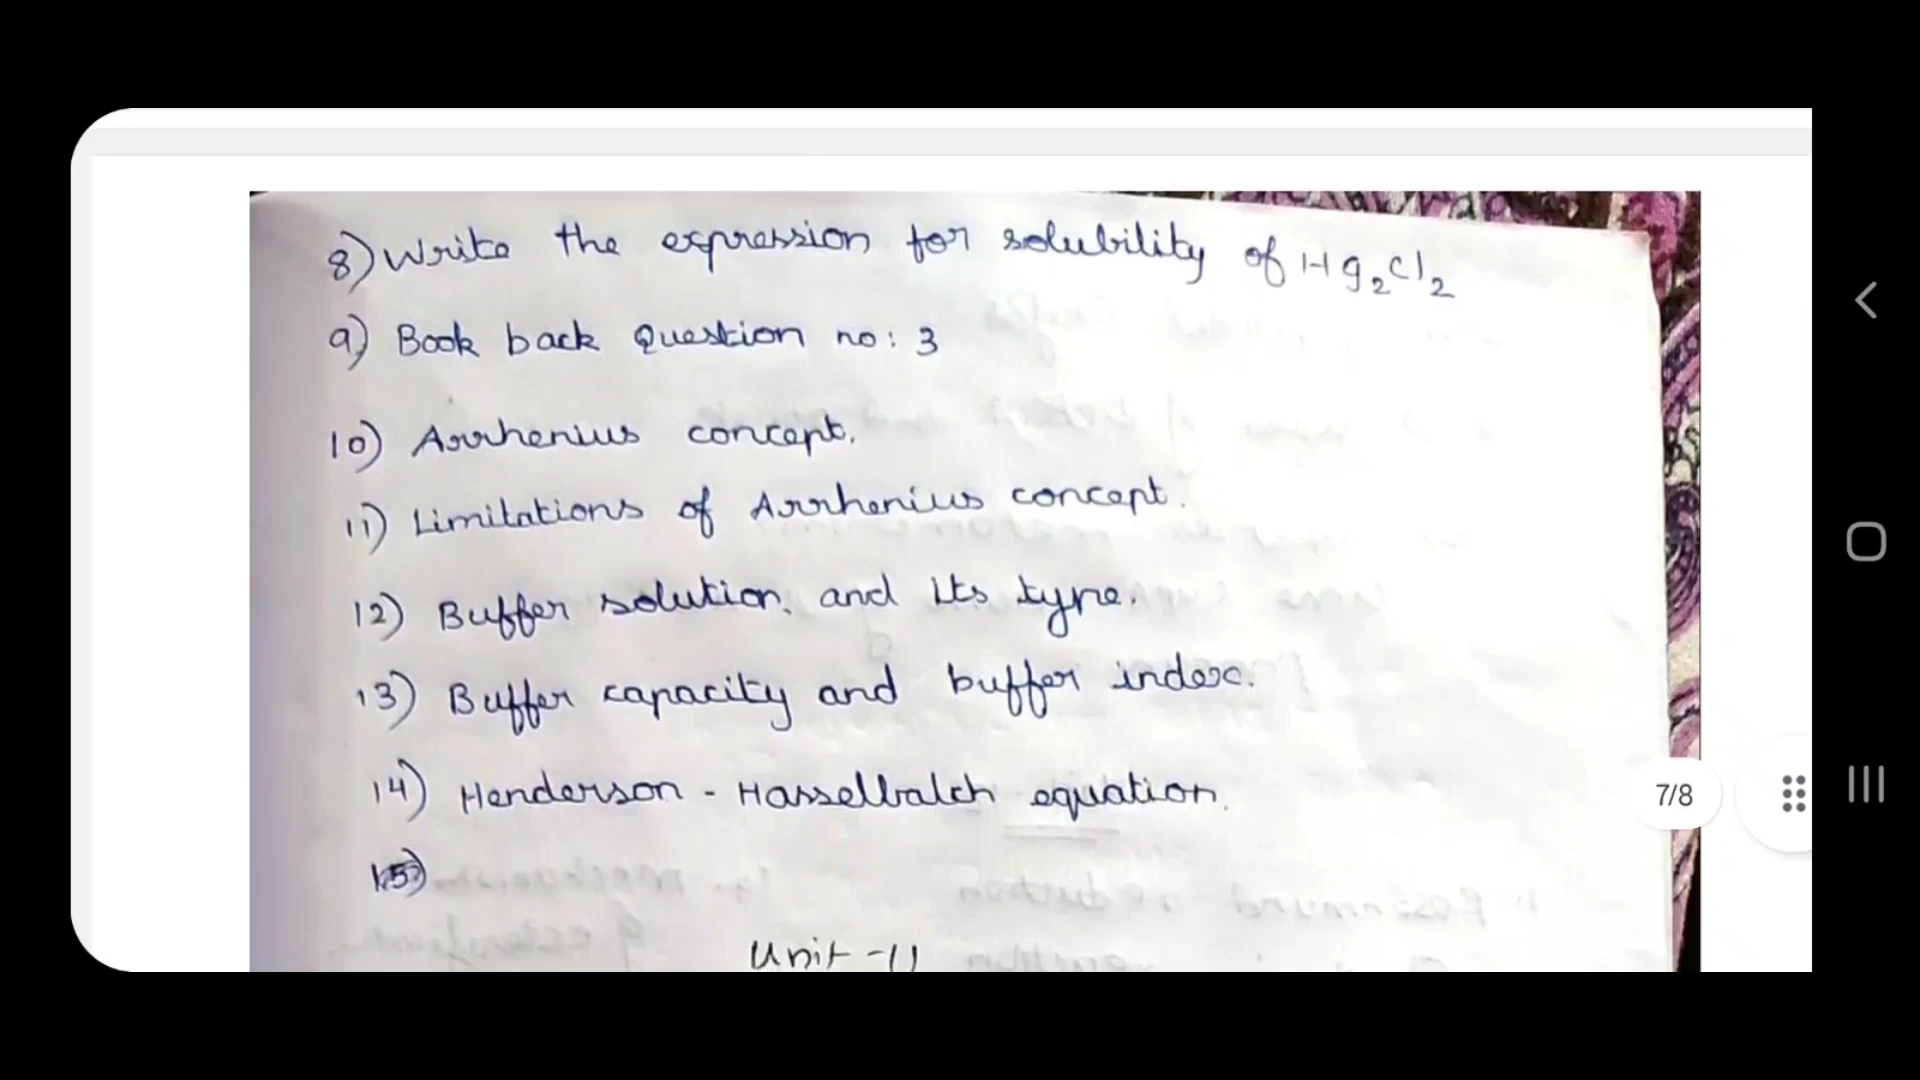 8) Write the expression for solubility of Hg₂Cl₂
9) Book back Question no: 3
10) Arrhenius concept.
11) Limitations of Arrhenius concept.
12) Buffer solution. and its type.
13) Buffer capacity and buffer index.
14) Henderson - Hasselbalch equation.
15)
7/8
Unit -11